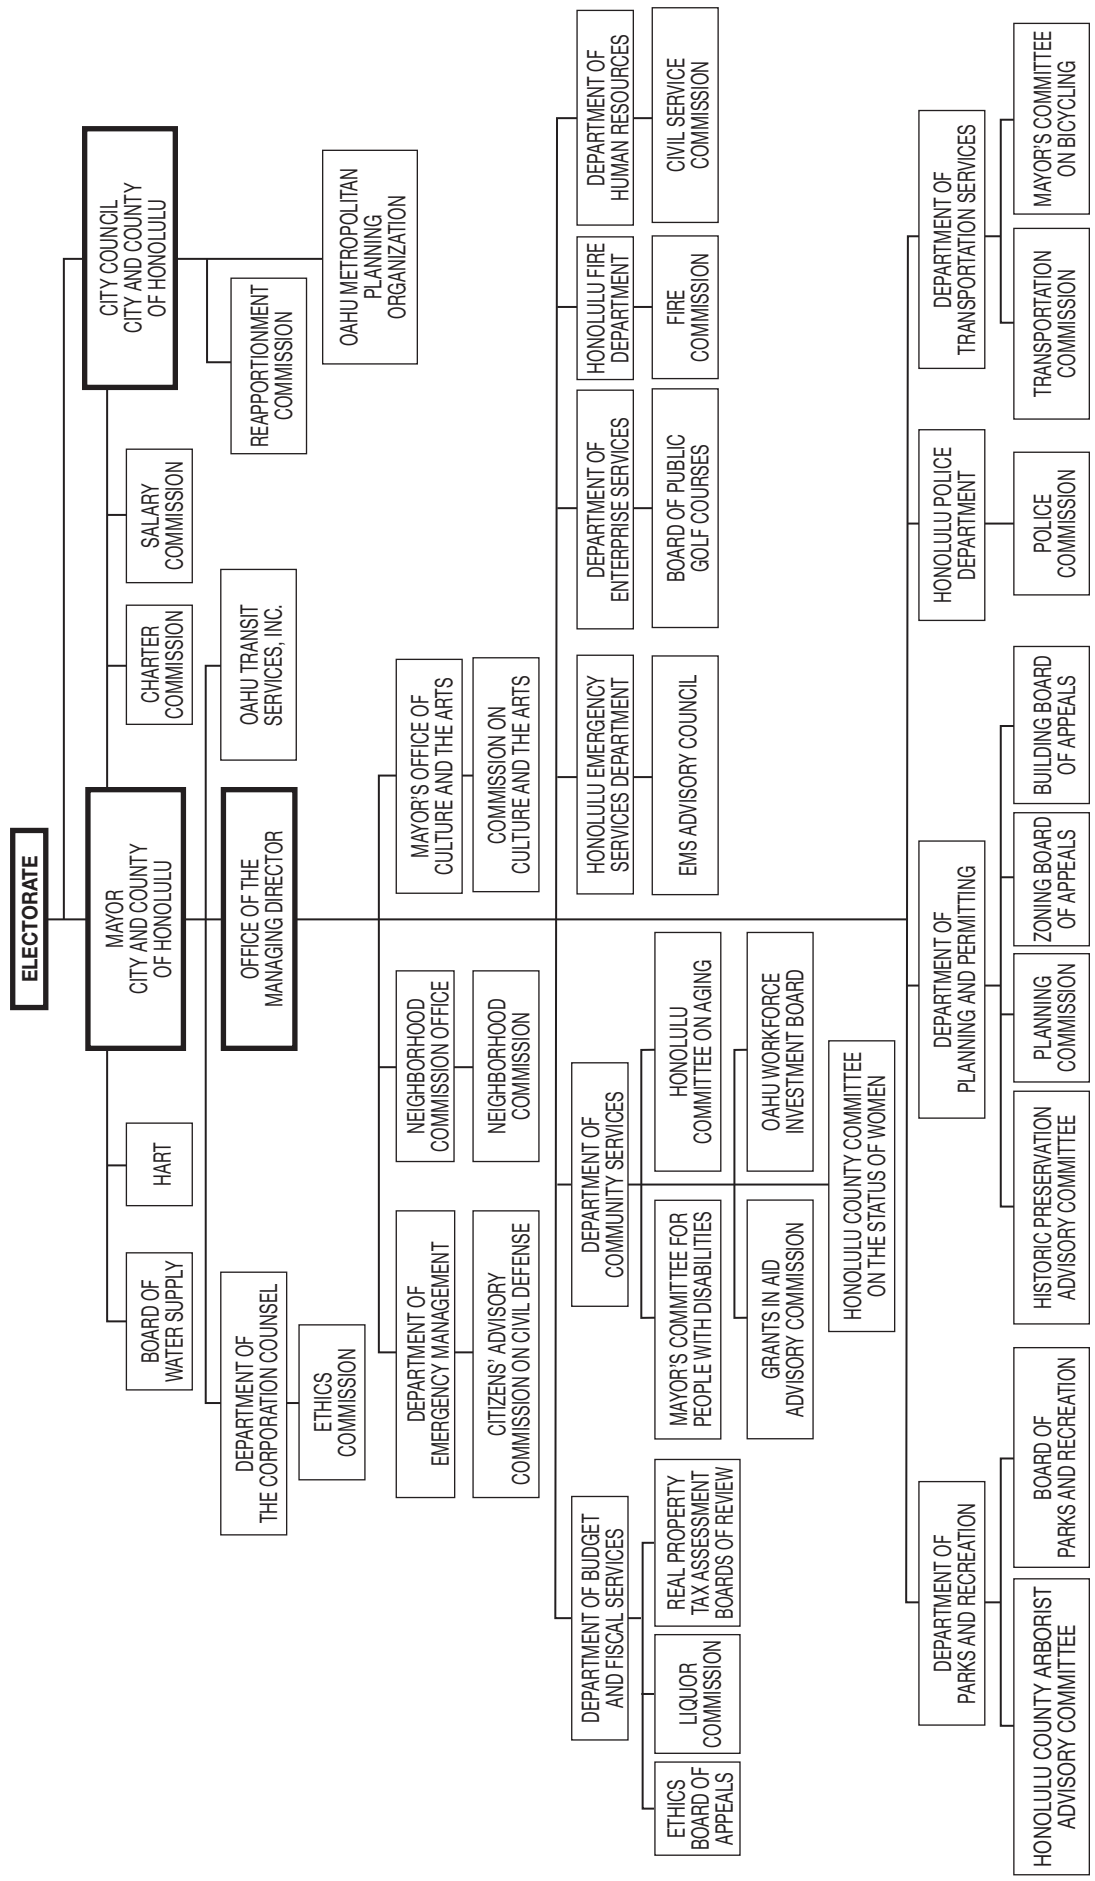 ELECTORATE
MAYOR
CITY AND COUNTY
OF HONOLULU
CITY COUNCIL
CITY AND COUNTY
OF HONOLULU
BOARD OF
WATER SUPPLY
HART
CHARTER
COMMISSION
SALARY
COMMISSION
DEPARTMENT OF
THE CORPORATION COUNSEL
OFFICE OF THE
MANAGING DIRECTOR
OAHU TRANSIT
SERVICES, INC.
REAPPORTIONMENT
COMMISSION
ETHICS
COMMISSION
OAHU METROPOLITAN
PLANNING
ORGANIZATION
DEPARTMENT OF
EMERGENCY MANAGEMENT
NEIGHBORHOOD
COMMISSION OFFICE
MAYOR'S OFFICE OF
CULTURE AND THE ARTS
CITIZENS' ADVISORY
COMMISSION ON CIVIL DEFENSE
NEIGHBORHOOD
COMMISSION
COMMISSION ON
CULTURE AND THE ARTS
DEPARTMENT OF BUDGET
AND FISCAL SERVICES
DEPARTMENT OF
COMMUNITY SERVICES
HONOLULU EMERGENCY
SERVICES DEPARTMENT
DEPARTMENT OF
ENTERPRISE SERVICES
HONOLULU FIRE
DEPARTMENT
DEPARTMENT OF
HUMAN RESOURCES
ETHICS
BOARD OF
APPEALS
LIQUOR
COMMISSION
REAL PROPERTY
TAX ASSESSMENT
BOARDS OF REVIEW
MAYOR'S COMMITTEE FOR
PEOPLE WITH DISABILITIES
HONOLULU
COMMITTEE ON AGING
EMS ADVISORY COUNCIL
BOARD OF PUBLIC
GOLF COURSES
FIRE
COMMISSION
CIVIL SERVICE
COMMISSION
GRANTS IN AID
ADVISORY COMMISSION
OAHU WORKFORCE
INVESTMENT BOARD
HONOLULU COUNTY COMMITTEE
ON THE STATUS OF WOMEN
DEPARTMENT OF
PARKS AND RECREATION
DEPARTMENT OF
PLANNING AND PERMITTING
HONOLULU POLICE
DEPARTMENT
DEPARTMENT OF
TRANSPORTATION SERVICES
HONOLULU COUNTY ARBORIST
ADVISORY COMMITTEE
BOARD OF
PARKS AND RECREATION
HISTORIC PRESERVATION
ADVISORY COMMITTEE
PLANNING
COMMISSION
ZONING BOARD
OF APPEALS
BUILDING BOARD
OF APPEALS
POLICE
COMMISSION
TRANSPORTATION
COMMISSION
MAYOR'S COMMITTEE
ON BICYCLING